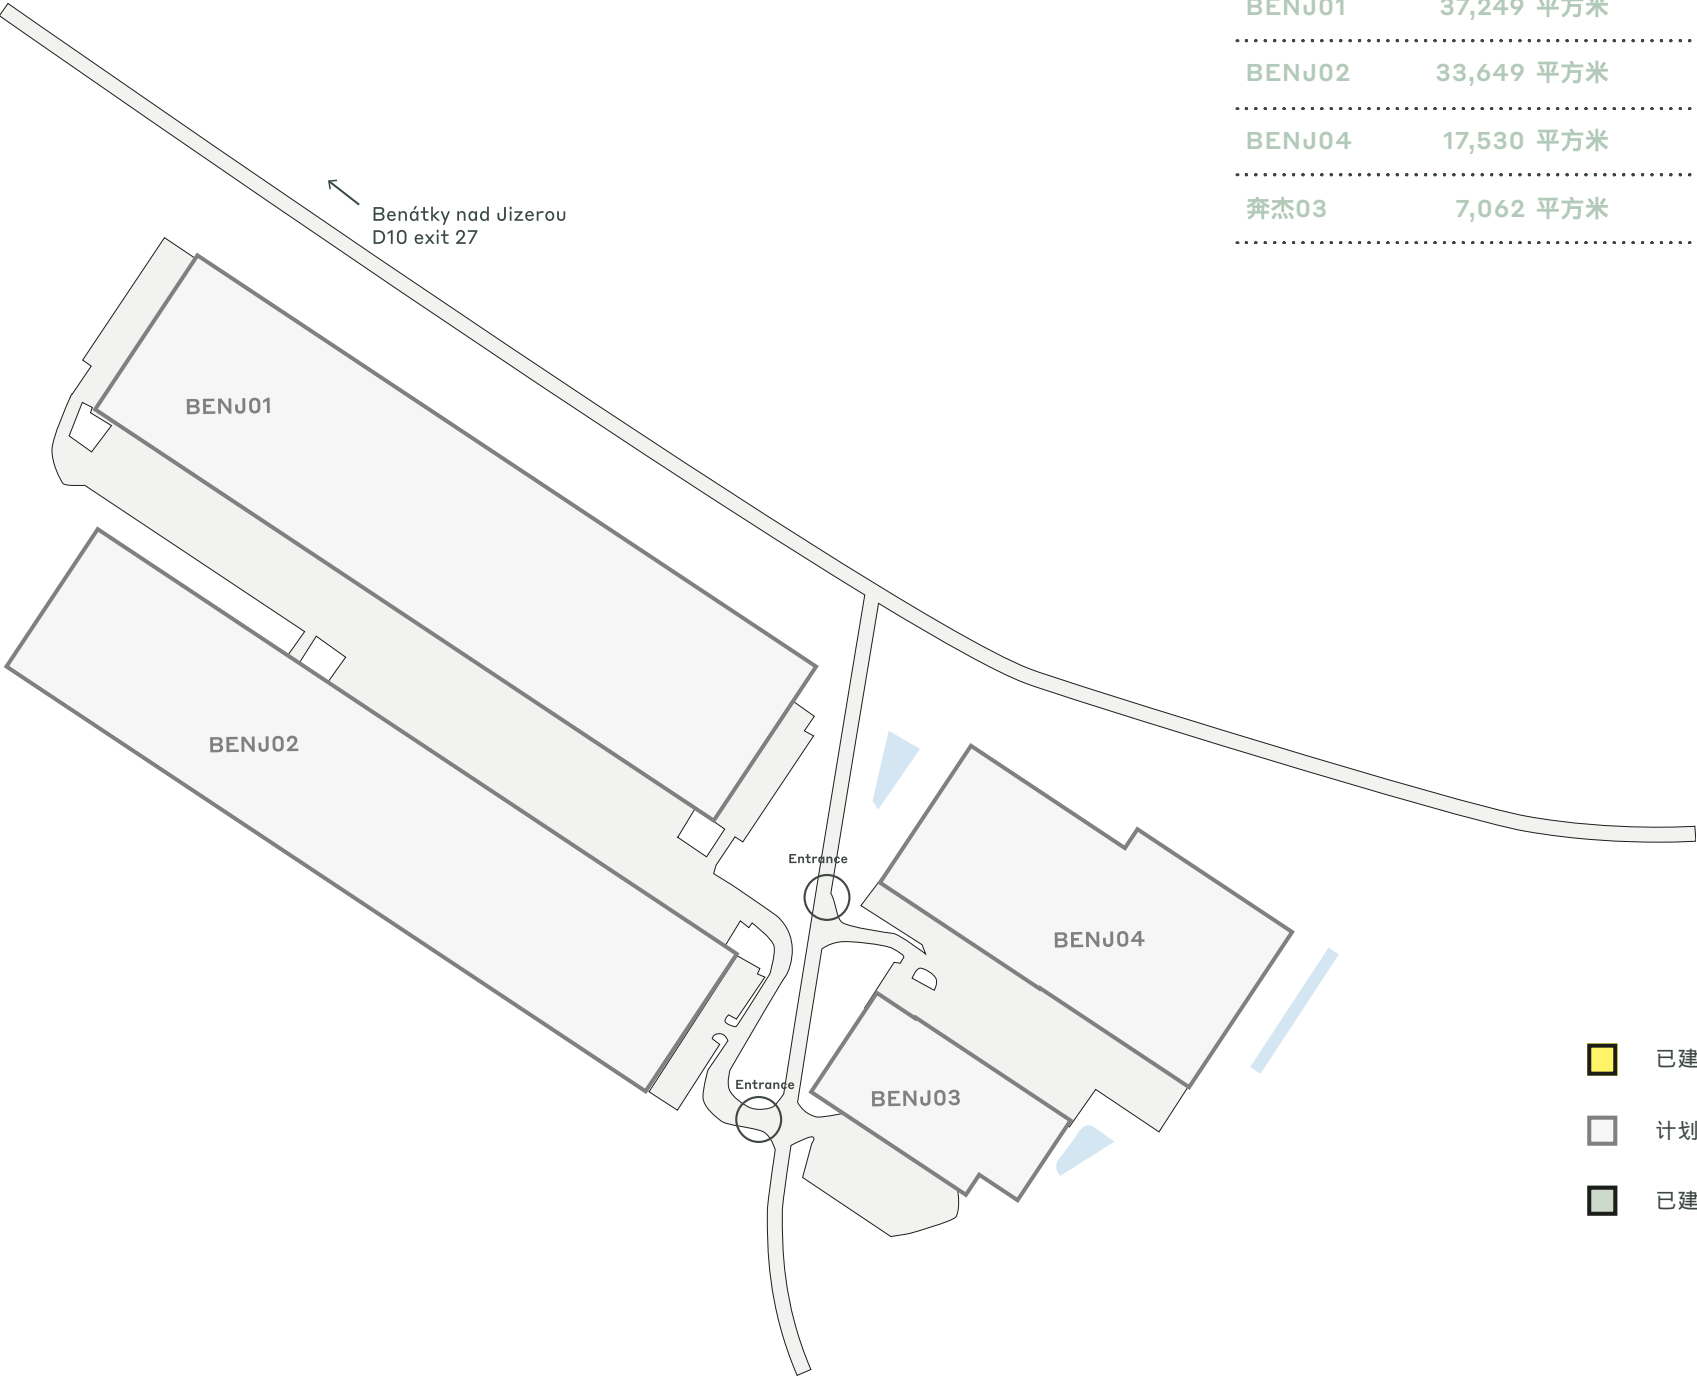 BENJ01 37,249 平方米
BENJ02 33,649 平方米
BENJ04 17,530 平方米
奔杰03 7,062 平方米
Benátky nad Jizerou
D10 exit 27
BENJ01
BENJ02
Entrance
BENJ04
Entrance
BENJ03
已建
计划
已建